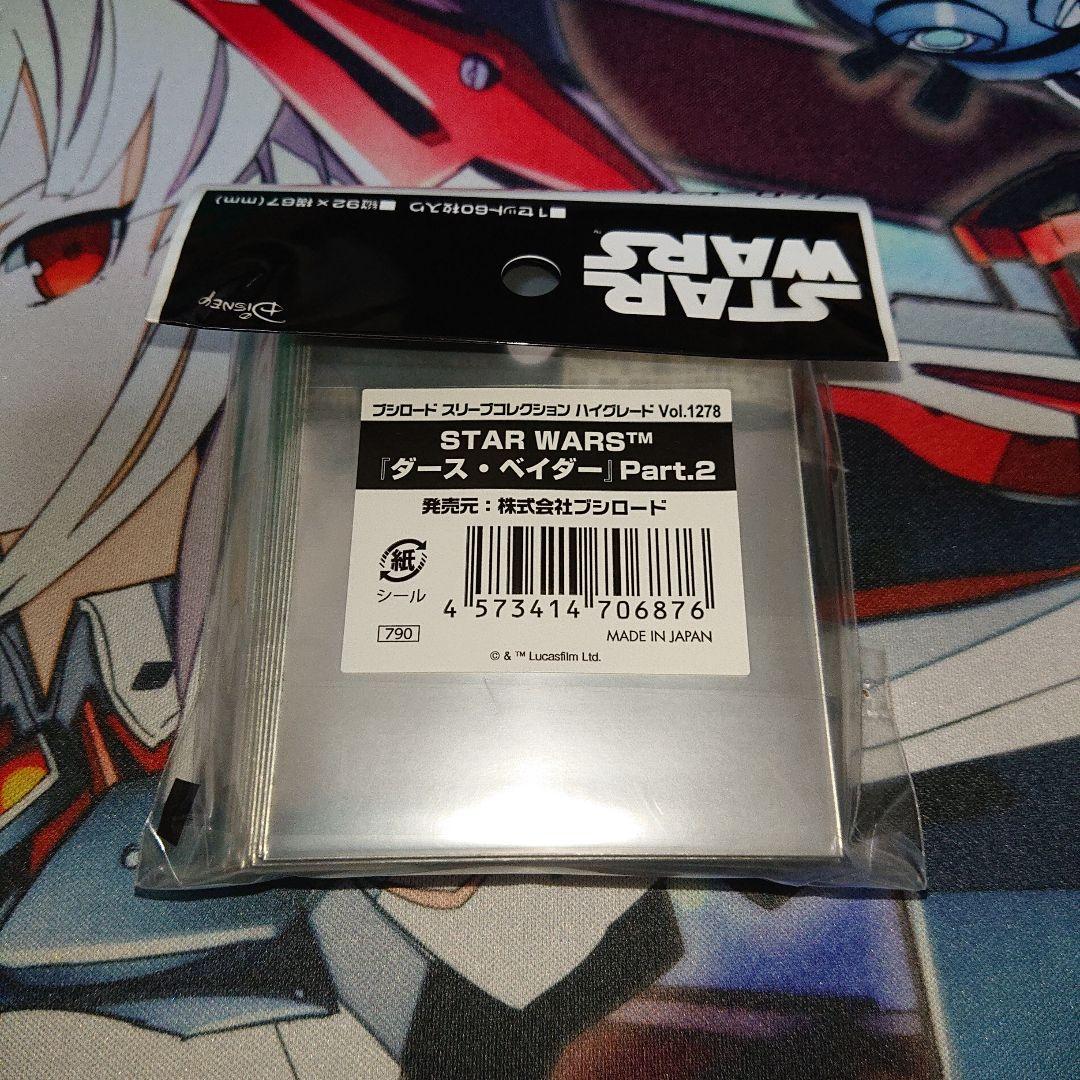 ■1セット60枚入り ■縦92×横67(mm)
STAR
WARS™
Disney
ブシロード スリーブコレクション ハイグレード Vol.1278
STAR WARS™
『ダース・ベイダー』Part.2
発売元：株式会社ブシロード
紙
シール
4 573414 706876
790
MADE IN JAPAN
© & ™ Lucasfilm Ltd.